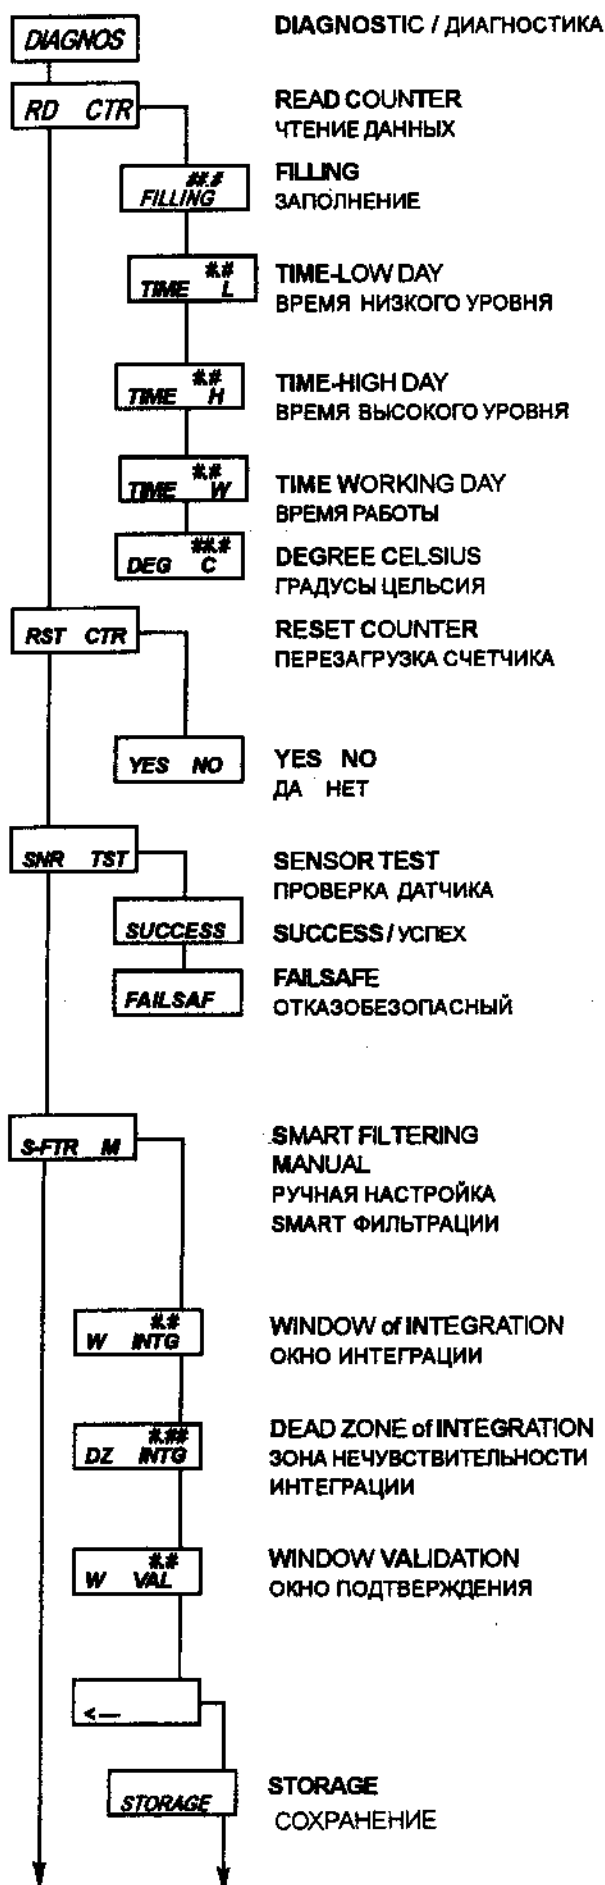 DIAGNOS
DIAGNOSTIC / ДИАГНОСТИКА
RD CTR
READ COUNTER
ЧТЕНИЕ ДАННЫХ
##.#
FILLING
FILLING
ЗАПОЛНЕНИЕ
#.#
TIME L
TIME-LOW DAY
ВРЕМЯ НИЗКОГО УРОВНЯ
#.#
TIME H
TIME-HIGH DAY
ВРЕМЯ ВЫСОКОГО УРОВНЯ
#.#
TIME W
TIME WORKING DAY
ВРЕМЯ РАБОТЫ
##.#
DEG C
DEGREE CELSIUS
ГРАДУСЫ ЦЕЛЬСИЯ
RST CTR
RESET COUNTER
ПЕРЕЗАГРУЗКА СЧЕТЧИКА
YES NO
YES NO
ДА НЕТ
SNR TST
SENSOR TEST
ПРОВЕРКА ДАТЧИКА
SUCCESS
SUCCESS / УСПЕХ
FAILSAF
FAILSAFE
ОТКАЗОБЕЗОПАСНЫЙ
S-FTR M
SMART FILTERING
MANUAL
РУЧНАЯ НАСТРОЙКА
SMART ФИЛЬТРАЦИИ
#.#
W INTG
WINDOW of INTEGRATION
ОКНО ИНТЕГРАЦИИ
#.##
DZ INTG
DEAD ZONE of INTEGRATION
ЗОНА НЕЧУВСТВИТЕЛЬНОСТИ
ИНТЕГРАЦИИ
#.#
W VAL
WINDOW VALIDATION
ОКНО ПОДТВЕРЖДЕНИЯ
<—
STORAGE
STORAGE
СОХРАНЕНИЕ